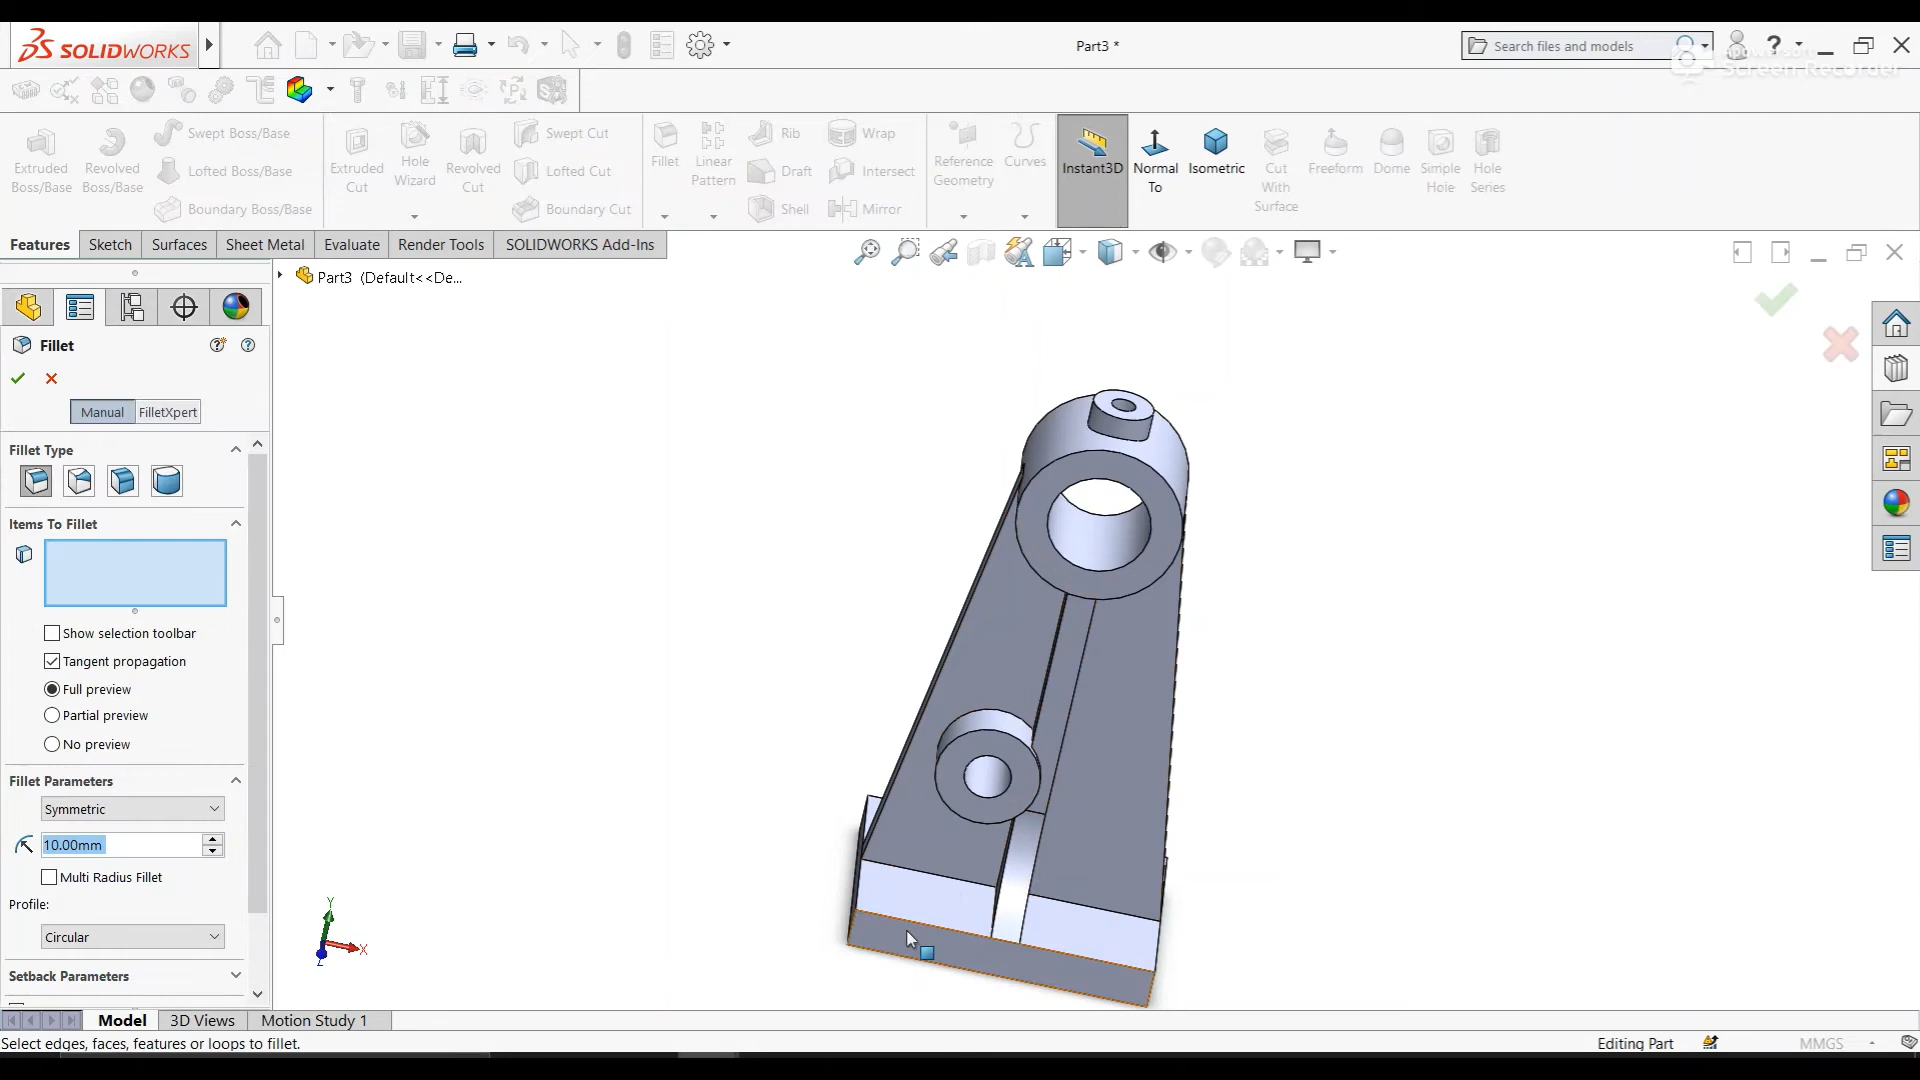 SOLIDWORKS
Part3 *
Search files and models
Screen Recorder
Extruded Boss/Base
Revolved Boss/Base
Swept Boss/Base
Lofted Boss/Base
Boundary Boss/Base
Extruded Cut
Hole Wizard
Revolved Cut
Swept Cut
Lofted Cut
Boundary Cut
Fillet
Linear Pattern
Rib
Draft
Shell
Wrap
Intersect
Mirror
Reference Geometry
Curves
Instant3D
Normal To
Isometric
Cut With Surface
Freeform
Dome
Simple Hole
Hole Series
Features
Sketch
Surfaces
Sheet Metal
Evaluate
Render Tools
SOLIDWORKS Add-Ins
Part3 (Default<<De...
Fillet
Manual
FilletXpert
Fillet Type
Items To Fillet
Show selection toolbar
Tangent propagation
Full preview
Partial preview
No preview
Fillet Parameters
Symmetric
10.00mm
Multi Radius Fillet
Profile:
Circular
Setback Parameters
Y
X
Z
Model
3D Views
Motion Study 1
Select edges, faces, features or loops to fillet.
Editing Part
MMGS